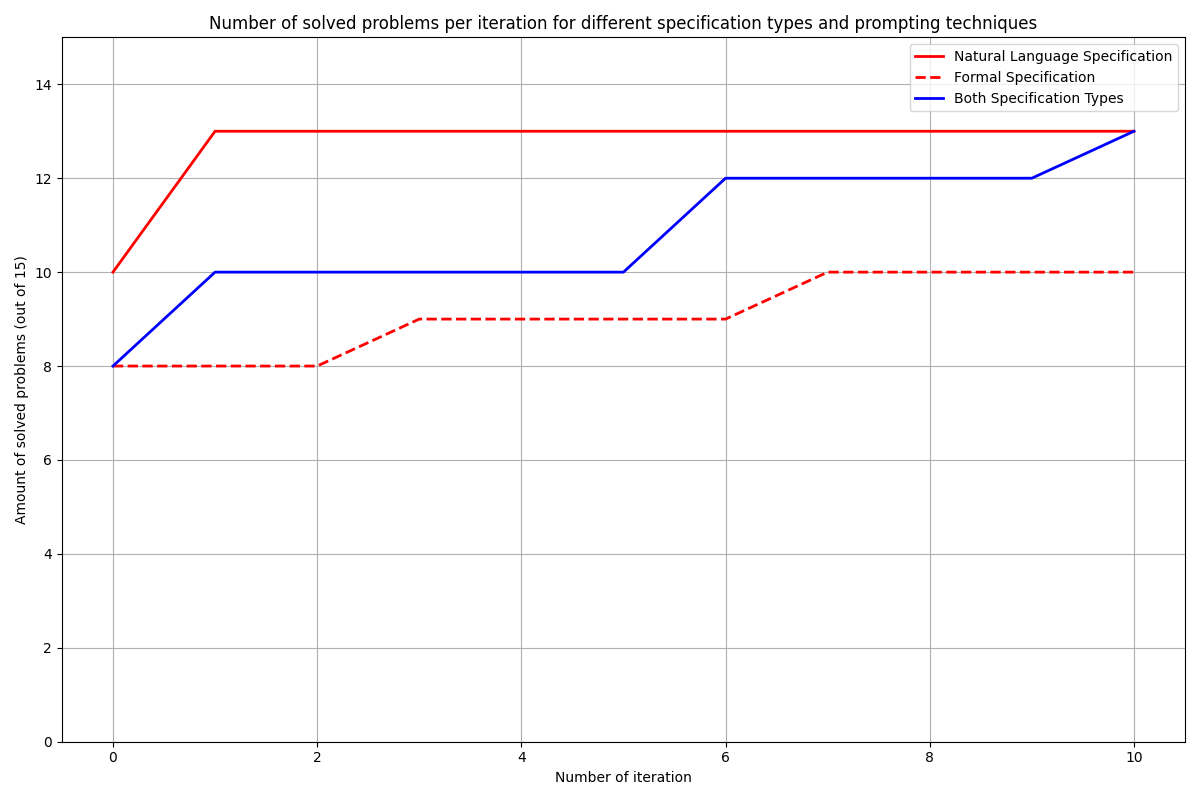 Number of solved problems per iteration for different specification types and prompting techniques
Natural Language Specification
Formal Specification
Both Specification Types
Amount of solved problems (out of 15)
14
12
10
8
6
4
2
0
0 2 4 6 8 10
Number of iteration